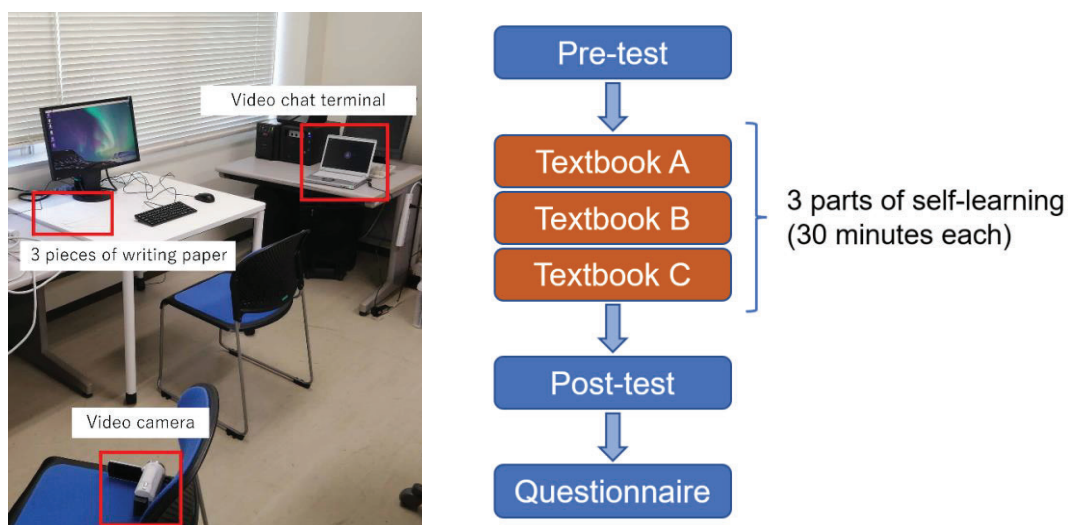 Video chat terminal
3 pieces of writing paper
Video camera
Pre-test
Textbook A
Textbook B
Textbook C
3 parts of self-learning
(30 minutes each)
Post-test
Questionnaire